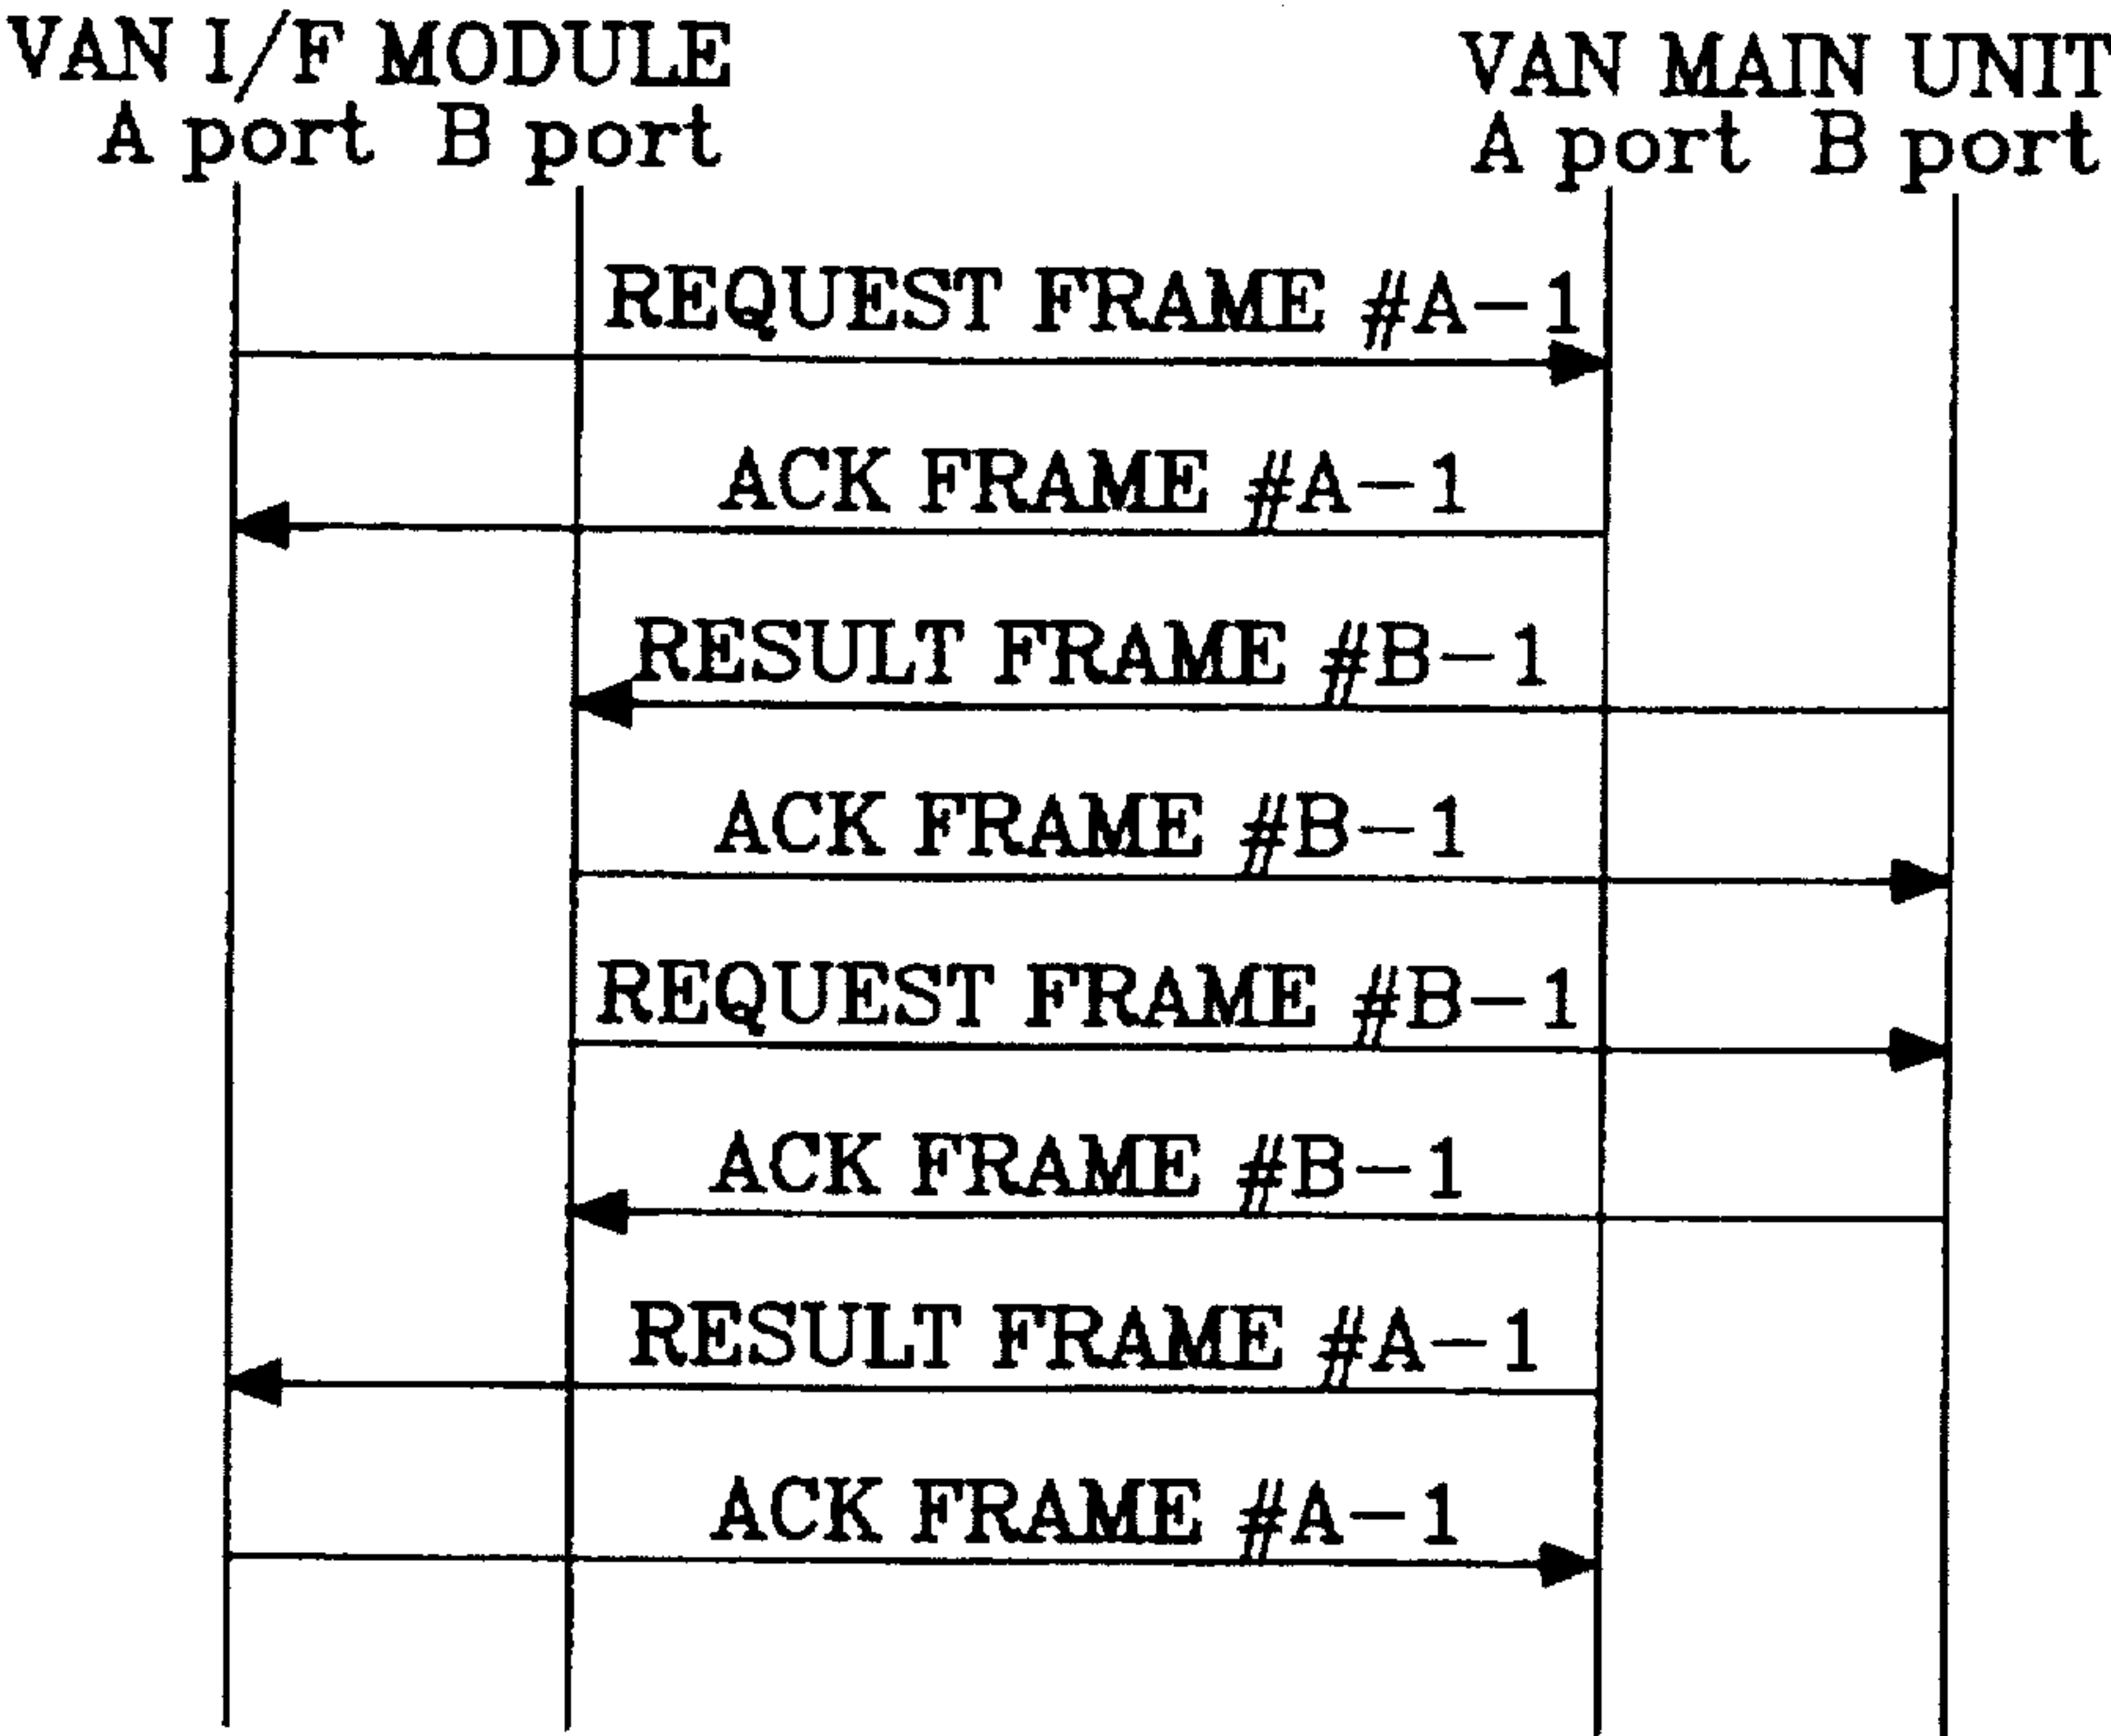 VAN I/F MODULE
A port B port
VAN MAIN UNIT
A port B port
REQUEST FRAME #A-1
ACK FRAME #A-1
RESULT FRAME #B-1
ACK FRAME #B-1
REQUEST FRAME #B-1
ACK FRAME #B-1
RESULT FRAME #A-1
ACK FRAME #A-1